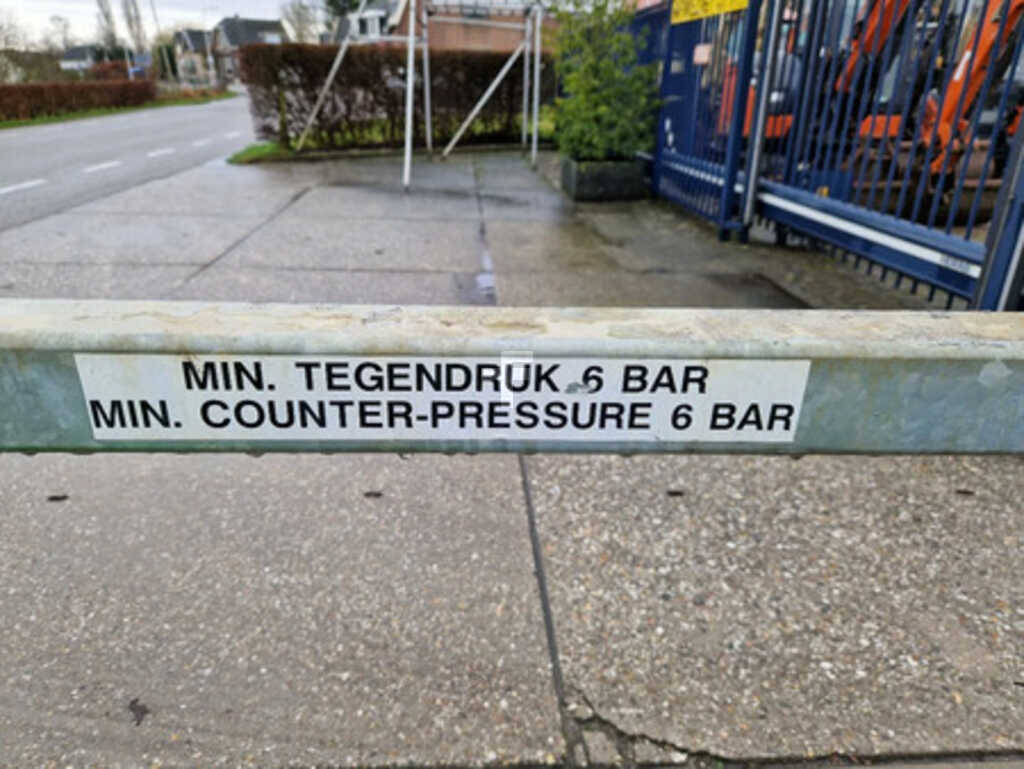 MIN. TEGENDRUK 6 BAR
MIN. COUNTER-PRESSURE 6 BAR